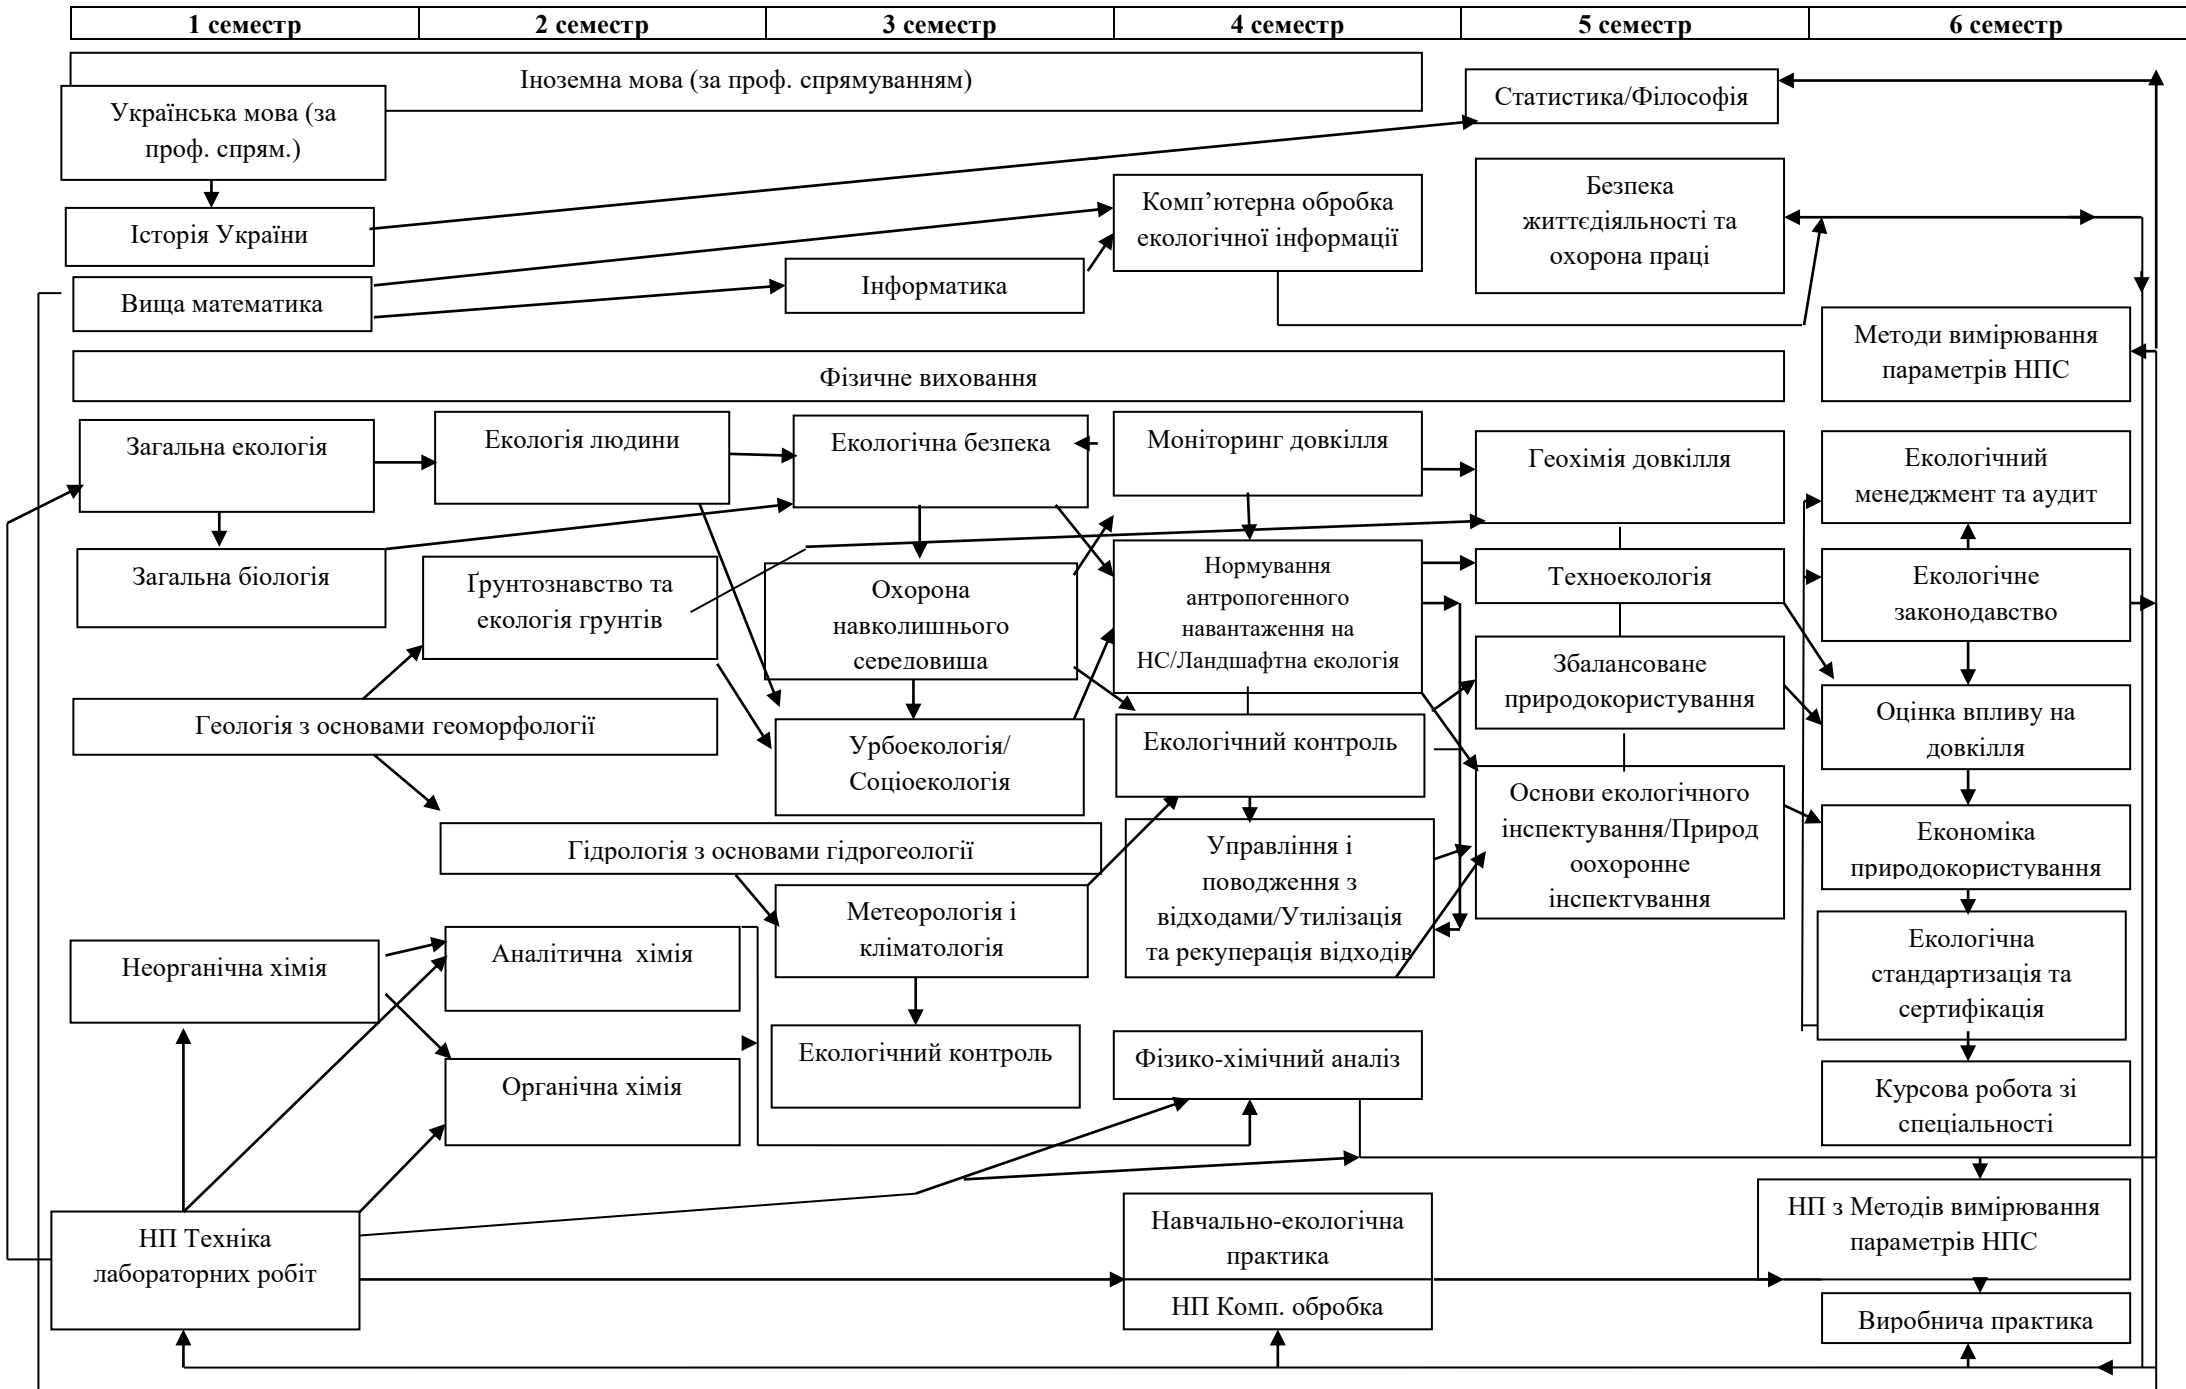 1 семестр
2 семестр
3 семестр
4 семестр
5 семестр
6 семестр
Іноземна мова (за проф. спрямуванням)
Українська мова (за
проф. спрям.)
Статистика/Філософія
Історія України
Комп’ютерна обробка
екологічної інформації
Безпека
життєдіяльності та
охорона праці
Вища математика
Інформатика
Методи вимірювання
параметрів НПС
Фізичне виховання
Загальна екологія
Екологія людини
Екологічна безпека
Моніторинг довкілля
Геохімія довкілля
Екологічний
менеджмент та аудит
Загальна біологія
Ґрунтознавство та
екологія грунтів
Охорона
навколишнього
середовища
Нормування
антропогенного
навантаження на
НС/Ландшафтна екологія
Техноекологія
Екологічне
законодавство
Збалансоване
природокористування
Геологія з основами геоморфології
Урбоекологія/
Соціоекологія
Екологічний контроль
Оцінка впливу на
довкілля
Основи екологічного
інспектування/Природ
оохоронне
інспектування
Гідрологія з основами гідрогеології
Управління і
поводження з
відходами/Утилізація
та рекуперація відходів
Економіка
природокористування
Метеорологія і
кліматологія
Неорганічна хімія
Аналітична  хімія
Екологічна
стандартизація та
сертифікація
Органічна хімія
Екологічний контроль
Фізико-хімічний аналіз
Курсова робота зі
спеціальності
НП Техніка
лабораторних робіт
Навчально-екологічна
практика
НП Комп. обробка
НП з Методів вимірювання
параметрів НПС
Виробнича практика